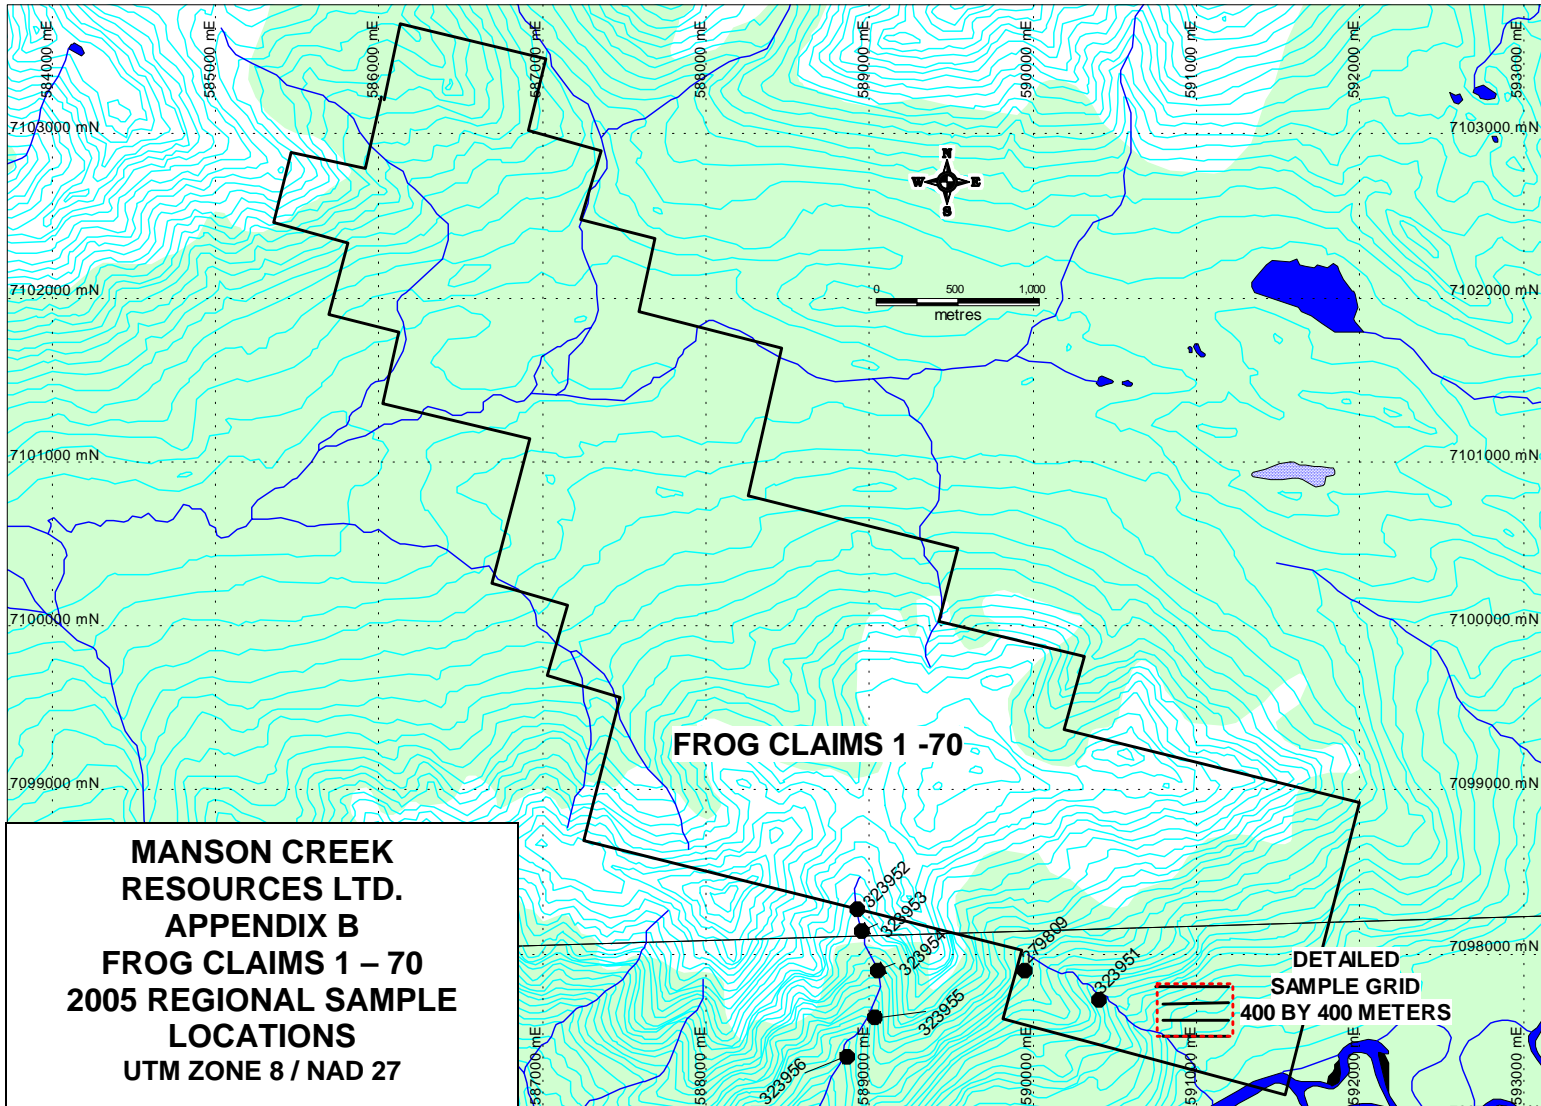 584000 mE
585000 mE
586000 mE
587000 mE
588000 mE
589000 mE
590000 mE
591000 mE
592000 mE
593000 mE
7103000 mN
7103000 mN
N
W E
S
7102000 mN
0 500 1,000
metres
7102000 mN
7101000 mN
7101000 mN
7100000 mN
7100000 mN
FROG CLAIMS 1 -70
7099000 mN
7099000 mN
MANSON CREEK
RESOURCES LTD.
APPENDIX B
FROG CLAIMS 1 – 70
2005 REGIONAL SAMPLE
LOCATIONS
UTM ZONE 8 / NAD 27
323952
323953
323954
323955
323956
279809
323951
7098000 mN
DETAILED
SAMPLE GRID
400 BY 400 METERS
587000 mE
588000 mE
589000 mE
590000 mE
591000 mE
592000 mE
593000 mE